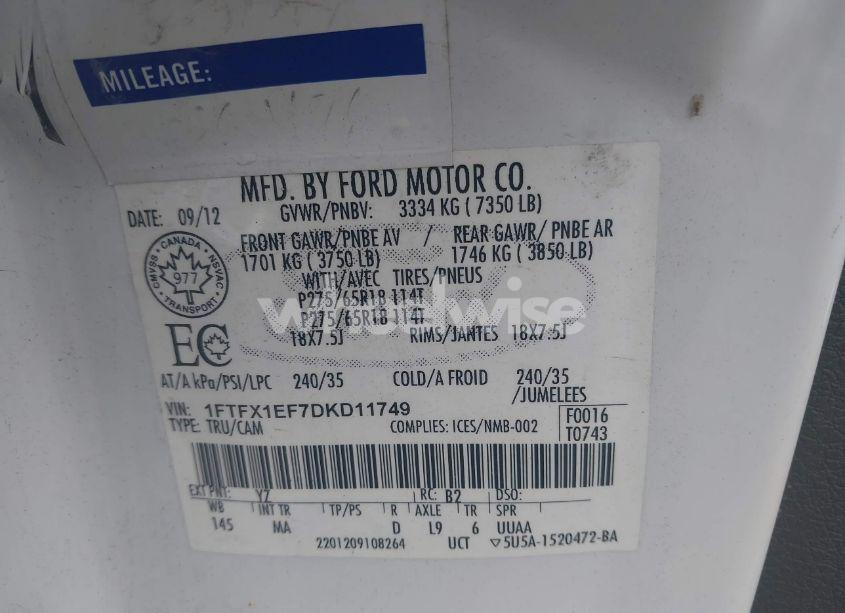 MILEAGE:
MFD. BY FORD MOTOR CO.
DATE: 09/12 GVWR/PNBV: 3334 KG ( 7350 LB)
FRONT GAWR/PNBE AV / REAR GAWR/ PNBE AR
1701 KG ( 3750 LB) 1746 KG ( 3850 LB)
WITH/AVEC TIRES/PNEUS
P275/65R18 114T
P275/65R18 114T
18X7.5J RIMS/JANTES 18X7.5J
CANADA
CMVSS NSVAC
977
TRANSPORT
EC
AT/A kPa/PSI/LPC 240/35 COLD/A FROID 240/35
/JUMELEES
VIN: 1FTFX1EF7DKD11749 F0016
TYPE: TRU/CAM COMPLIES: ICES/NMB-002 T0743
EXT PNT: YZ RC: B2 DSO:
WB INT TR TP/PS R AXLE TR SPR
145 MA D L9 6 UUAA
2201209108264 UCT ▽5U5A-1520472-BA
wheelwise